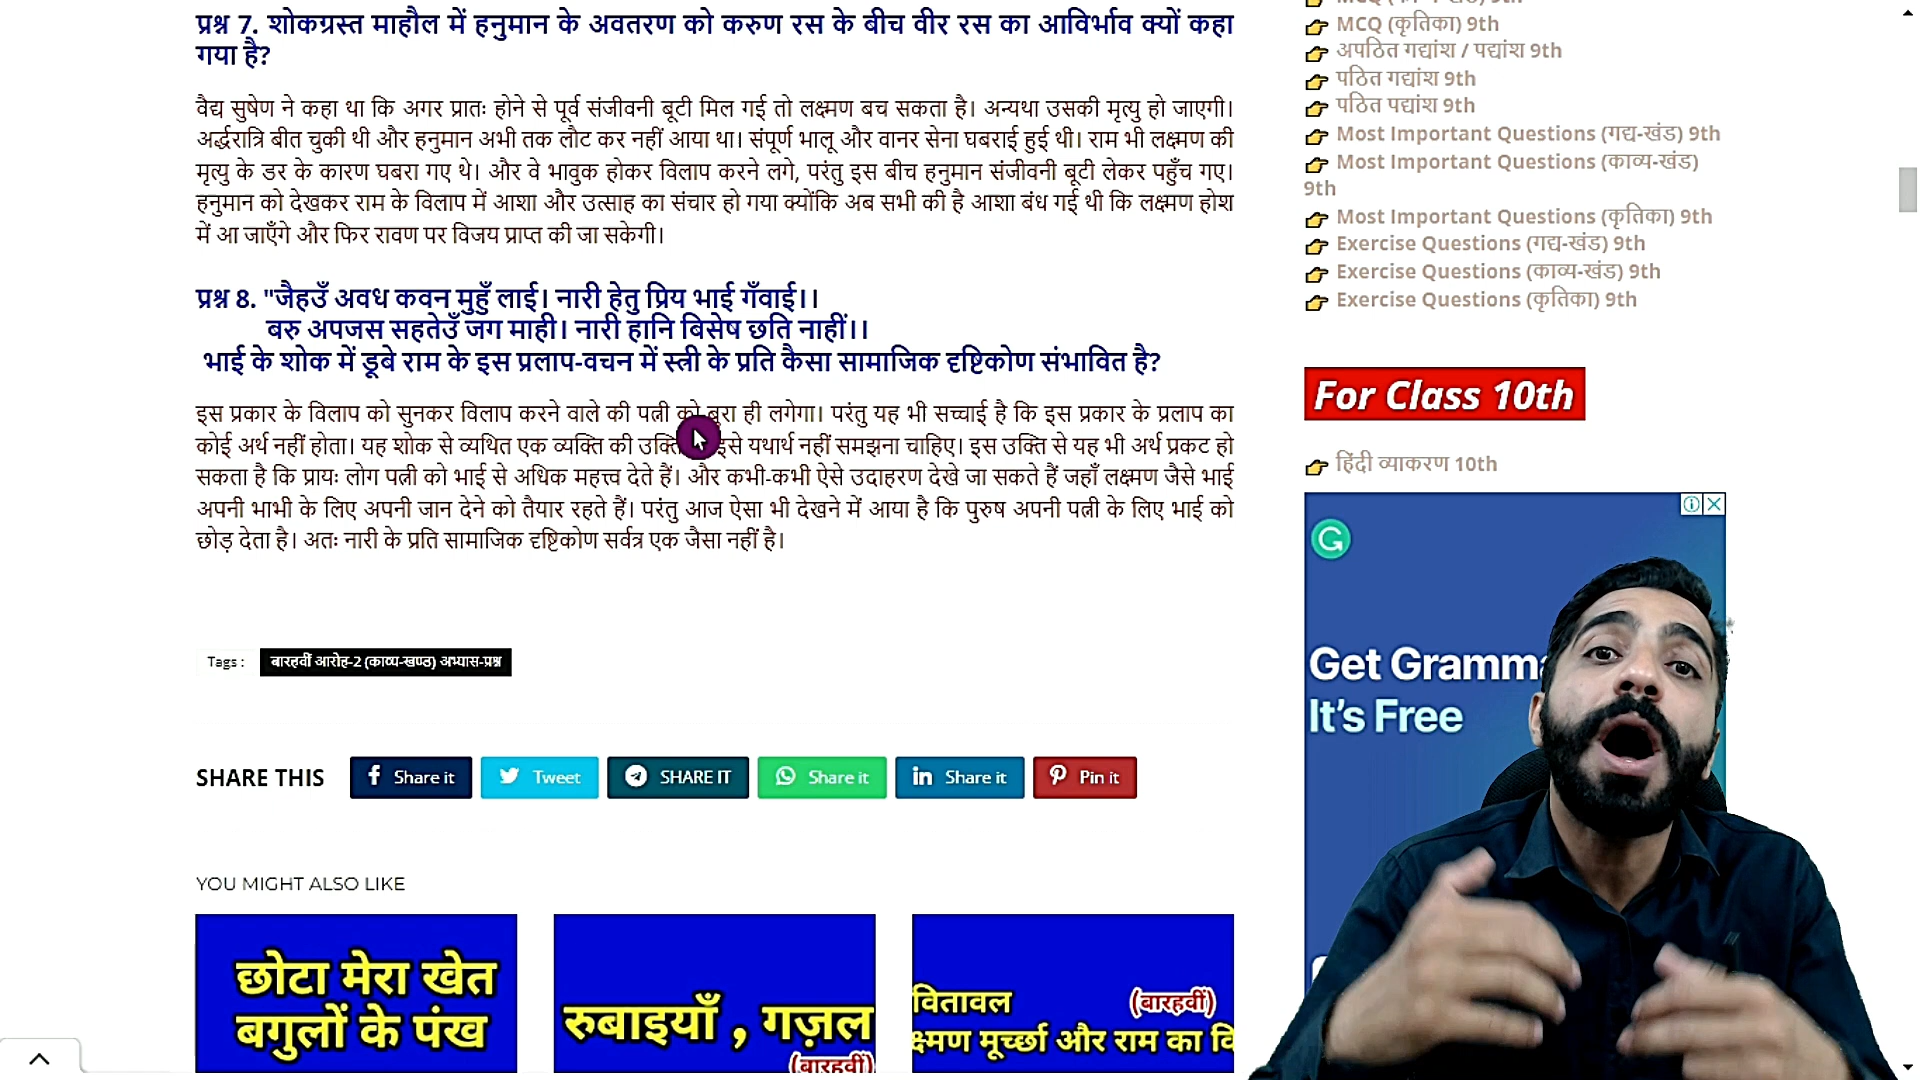 प्रश्न 7. शोकग्रस्त माहौल में हनुमान के अवतरण को करुण रस के बीच वीर रस का आविर्भाव क्यों कहा
गया है?
वैद्य सुषेण ने कहा था कि अगर प्रातः होने से पूर्व संजीवनी बूटी मिल गई तो लक्ष्मण बच सकता है। अन्यथा उसकी मृत्यु हो जाएगी।
अर्द्धरात्रि बीत चुकी थी और हनुमान अभी तक लौट कर नहीं आया था। संपूर्ण भालू और वानर सेना घबराई हुई थी। राम भी लक्ष्मण की
मृत्यु के डर के कारण घबरा गए थे। और वे भावुक होकर विलाप करने लगे, परंतु इस बीच हनुमान संजीवनी बूटी लेकर पहुँच गए।
हनुमान को देखकर राम के विलाप में आशा और उत्साह का संचार हो गया क्योंकि अब सभी की है आशा बंध गई थी कि लक्ष्मण होश
में आ जाएँगे और फिर रावण पर विजय प्राप्त की जा सकेगी।
प्रश्न 8. "जैहउँ अवध कवन मुहुँ लाई। नारी हेतु प्रिय भाई गँवाई।।
बरु अपजस सहतेउँ जग माही। नारी हानि बिसेष छति नाहीं।।
भाई के शोक में डूबे राम के इस प्रलाप-वचन में स्त्री के प्रति कैसा सामाजिक दृष्टिकोण संभावित है?
इस प्रकार के विलाप को सुनकर विलाप करने वाले की पत्नी को बुरा ही लगेगा। परंतु यह भी सच्चाई है कि इस प्रकार के प्रलाप का
कोई अर्थ नहीं होता। यह शोक से व्यथित एक व्यक्ति की उक्ति इसे यथार्थ नहीं समझना चाहिए। इस उक्ति से यह भी अर्थ प्रकट हो
सकता है कि प्रायः लोग पत्नी को भाई से अधिक महत्त्व देते हैं। और कभी-कभी ऐसे उदाहरण देखे जा सकते हैं जहाँ लक्ष्मण जैसे भाई
अपनी भाभी के लिए अपनी जान देने को तैयार रहते हैं। परंतु आज ऐसा भी देखने में आया है कि पुरुष अपनी पत्नी के लिए भाई को
छोड़ देता है। अतः नारी के प्रति सामाजिक दृष्टिकोण सर्वत्र एक जैसा नहीं है।
Tags :
बारहवीं आरोह-2 (काव्य-खण्ड) अभ्यास-प्रश्न
SHARE THIS
Share it
Tweet
SHARE IT
Share it
Share it
Pin it
YOU MIGHT ALSO LIKE
छोटा मेरा खेत
बगुलों के पंख
रुबाइयाँ , गज़ल
(बारहवीं)
वितावल (बारहवीं)
क्ष्मण मूर्च्छा और राम का वि
MCQ (कृतिका) 9th
अपठित गद्यांश / पद्यांश 9th
पठित गद्यांश 9th
पठित पद्यांश 9th
Most Important Questions (गद्य-खंड) 9th
Most Important Questions (काव्य-खंड)
9th
Most Important Questions (कृतिका) 9th
Exercise Questions (गद्य-खंड) 9th
Exercise Questions (काव्य-खंड) 9th
Exercise Questions (कृतिका) 9th
For Class 10th
हिंदी व्याकरण 10th
Get Gramma
It's Free